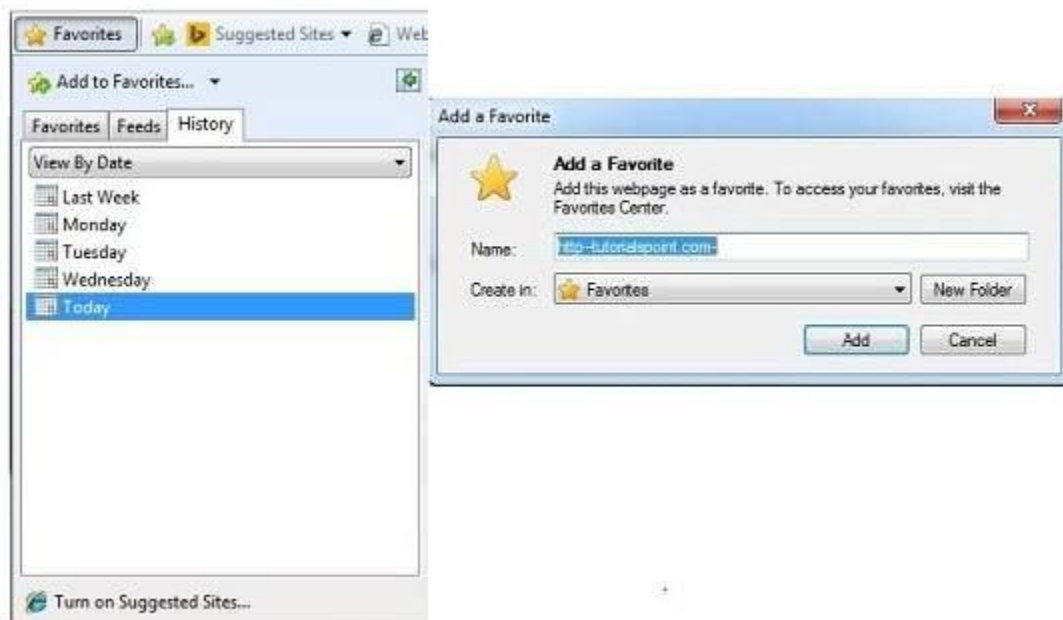 Favorites
Suggested Sites
Web
Add to Favorites...
Favorites
Feeds
History
View By Date
Last Week
Monday
Tuesday
Wednesday
Today
Turn on Suggested Sites...
Add a Favorite
Add a Favorite
Add this webpage as a favorite. To access your favorites, visit the
Favorites Center.
Name:
http--tutorialspoint.com-
Create in:
Favorites
New Folder
Add
Cancel